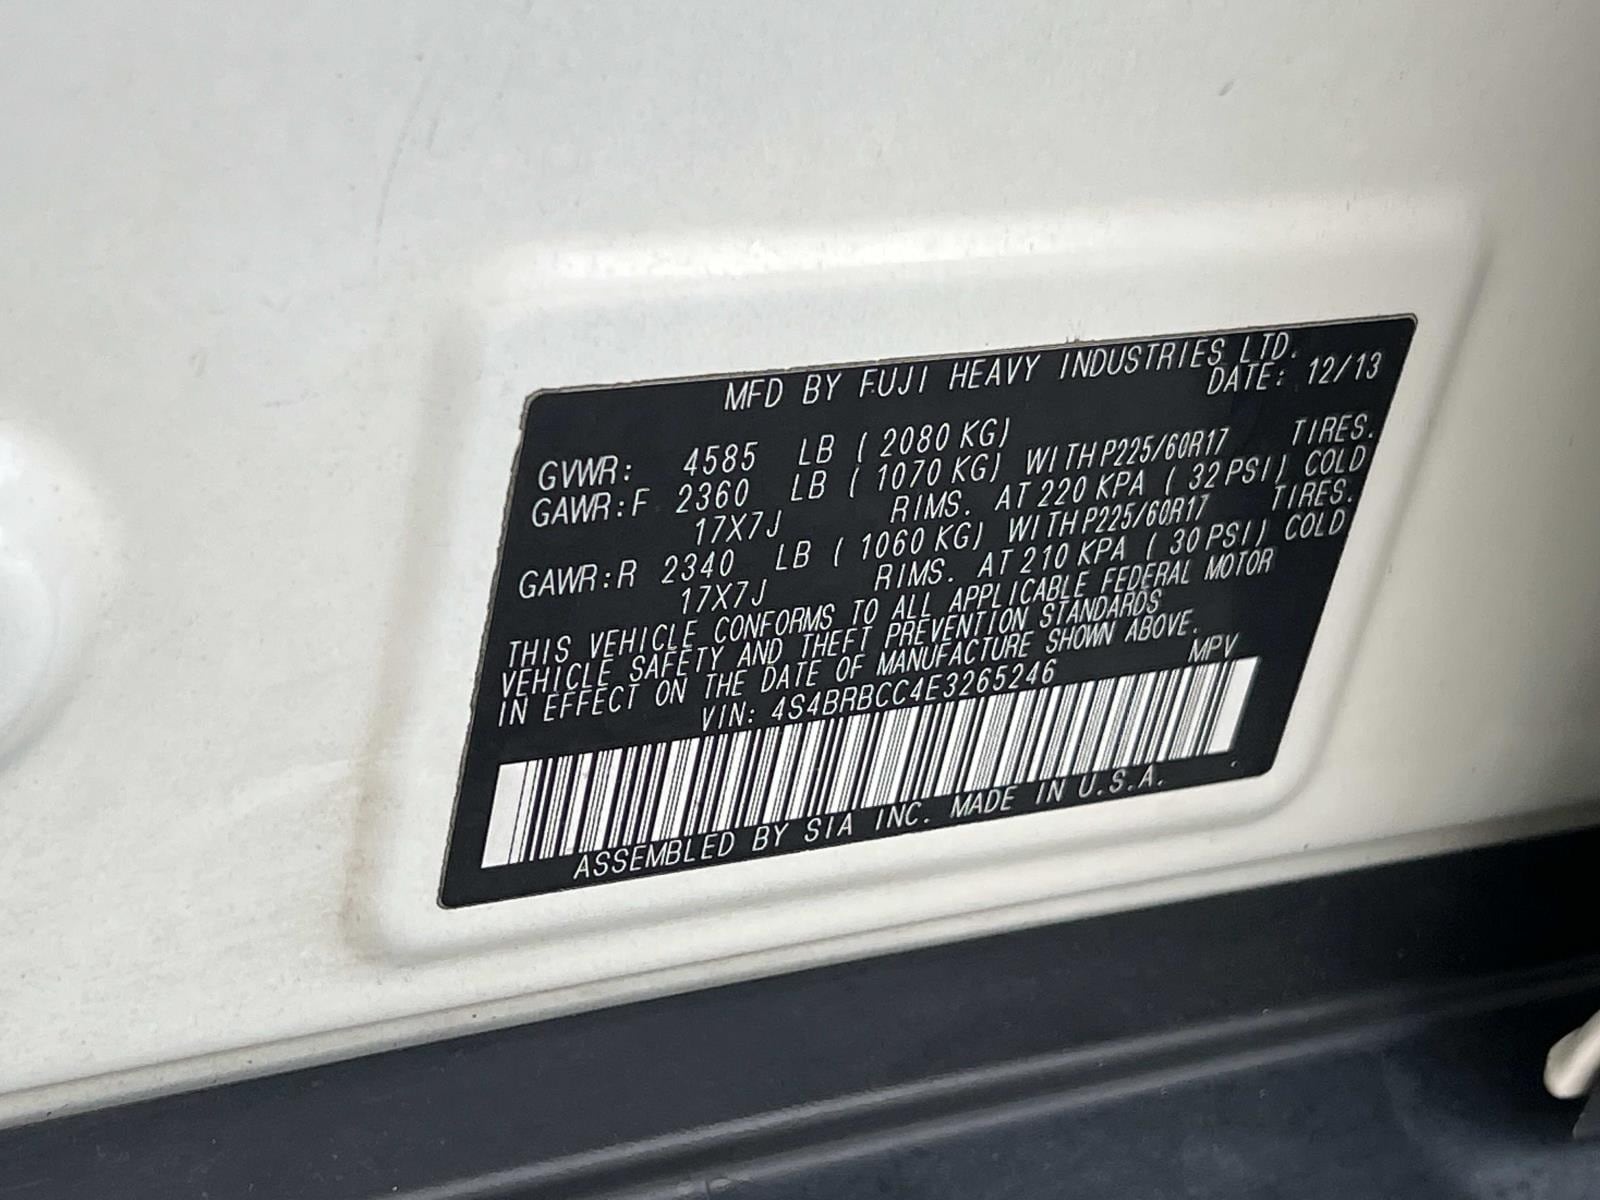 MFD BY FUJI HEAVY INDUSTRIES LTD.
DATE: 12/13
GVWR: 4585 LB ( 2080 KG)
GAWR:F 2360 LB ( 1070 KG) WITH P225/60R17 TIRES.
17X7J RIMS. AT 220 KPA ( 32 PSI) COLD
GAWR:R 2340 LB ( 1060 KG) WITH P225/60R17 TIRES.
17X7J RIMS. AT 210 KPA ( 30 PSI) COLD
THIS VEHICLE CONFORMS TO ALL APPLICABLE FEDERAL MOTOR
VEHICLE SAFETY AND THEFT PREVENTION STANDARDS
IN EFFECT ON THE DATE OF MANUFACTURE SHOWN ABOVE.
VIN: 4S4BRBCC4E3265246 MPV
ASSEMBLED BY SIA INC. MADE IN U.S.A.